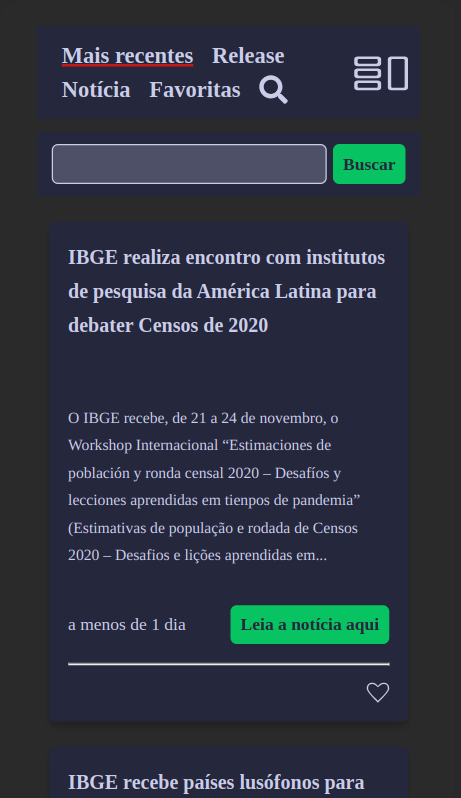 Mais recentes Release
Notícia Favoritas
Buscar
IBGE realiza encontro com institutos
de pesquisa da América Latina para
debater Censos de 2020
O IBGE recebe, de 21 a 24 de novembro, o
Workshop Internacional “Estimaciones de
población y ronda censal 2020 – Desafíos y
lecciones aprendidas em tienpos de pandemia”
(Estimativas de população e rodada de Censos
2020 – Desafios e lições aprendidas em...
a menos de 1 dia Leia a notícia aqui
IBGE recebe países lusófonos para